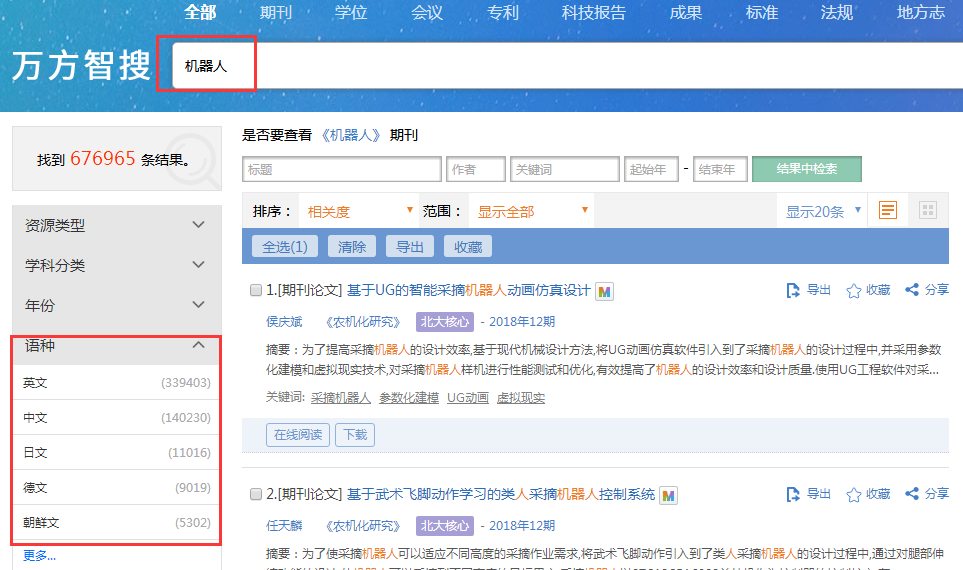 全部 期刊 学位 会议 专利 科技报告 成果 标准 法规 地方志
万方智搜 机器人
找到 676965 条结果。
资源类型
学科分类
年份
语种
英文 (339403)
中文 (140230)
日文 (11016)
德文 (9019)
朝鲜文 (5302)
更多...
是否要查看 《机器人》 期刊
标题 作者 关键词 起始年 - 结束年 结果中检索
排序： 相关度 范围： 显示全部 显示20条
全选(1) 清除 导出 收藏
1.[期刊论文] 基于UG的智能采摘机器人动画仿真设计 M 导出 收藏 分享
侯庆斌 《农机化研究》 北大核心 - 2018年12期
摘要：为了提高采摘机器人的设计效率,基于现代机械设计方法,将UG动画仿真软件引入到了采摘机器人的设计过程中,并采用参数
化建模和虚拟现实技术,对采摘机器人样机进行性能测试和优化,有效提高了机器人的设计效率和设计质量.使用UG工程软件对采...
关键词: 采摘机器人 参数化建模 UG动画 虚拟现实
在线阅读 下载
2.[期刊论文] 基于武术飞脚动作学习的类人采摘机器人控制系统 M 导出 收藏 分享
任天麟 《农机化研究》 北大核心 - 2018年12期
摘要：为了使采摘机器人可以适应不同高度的采摘作业需求,将武术飞脚动作引入到了类人采摘机器人的设计过程中,通过对腿部伸